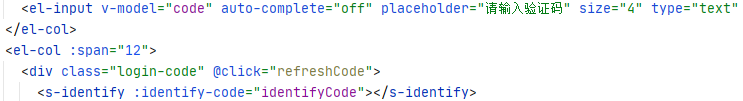 <el-input v-model="code" auto-complete="off" placeholder="请输入验证码" size="4" type="text"
</el-col>
<el-col :span="12">
<div class="login-code" @click="refreshCode">
<s-identify :identify-code="identifyCode"></s-identify>